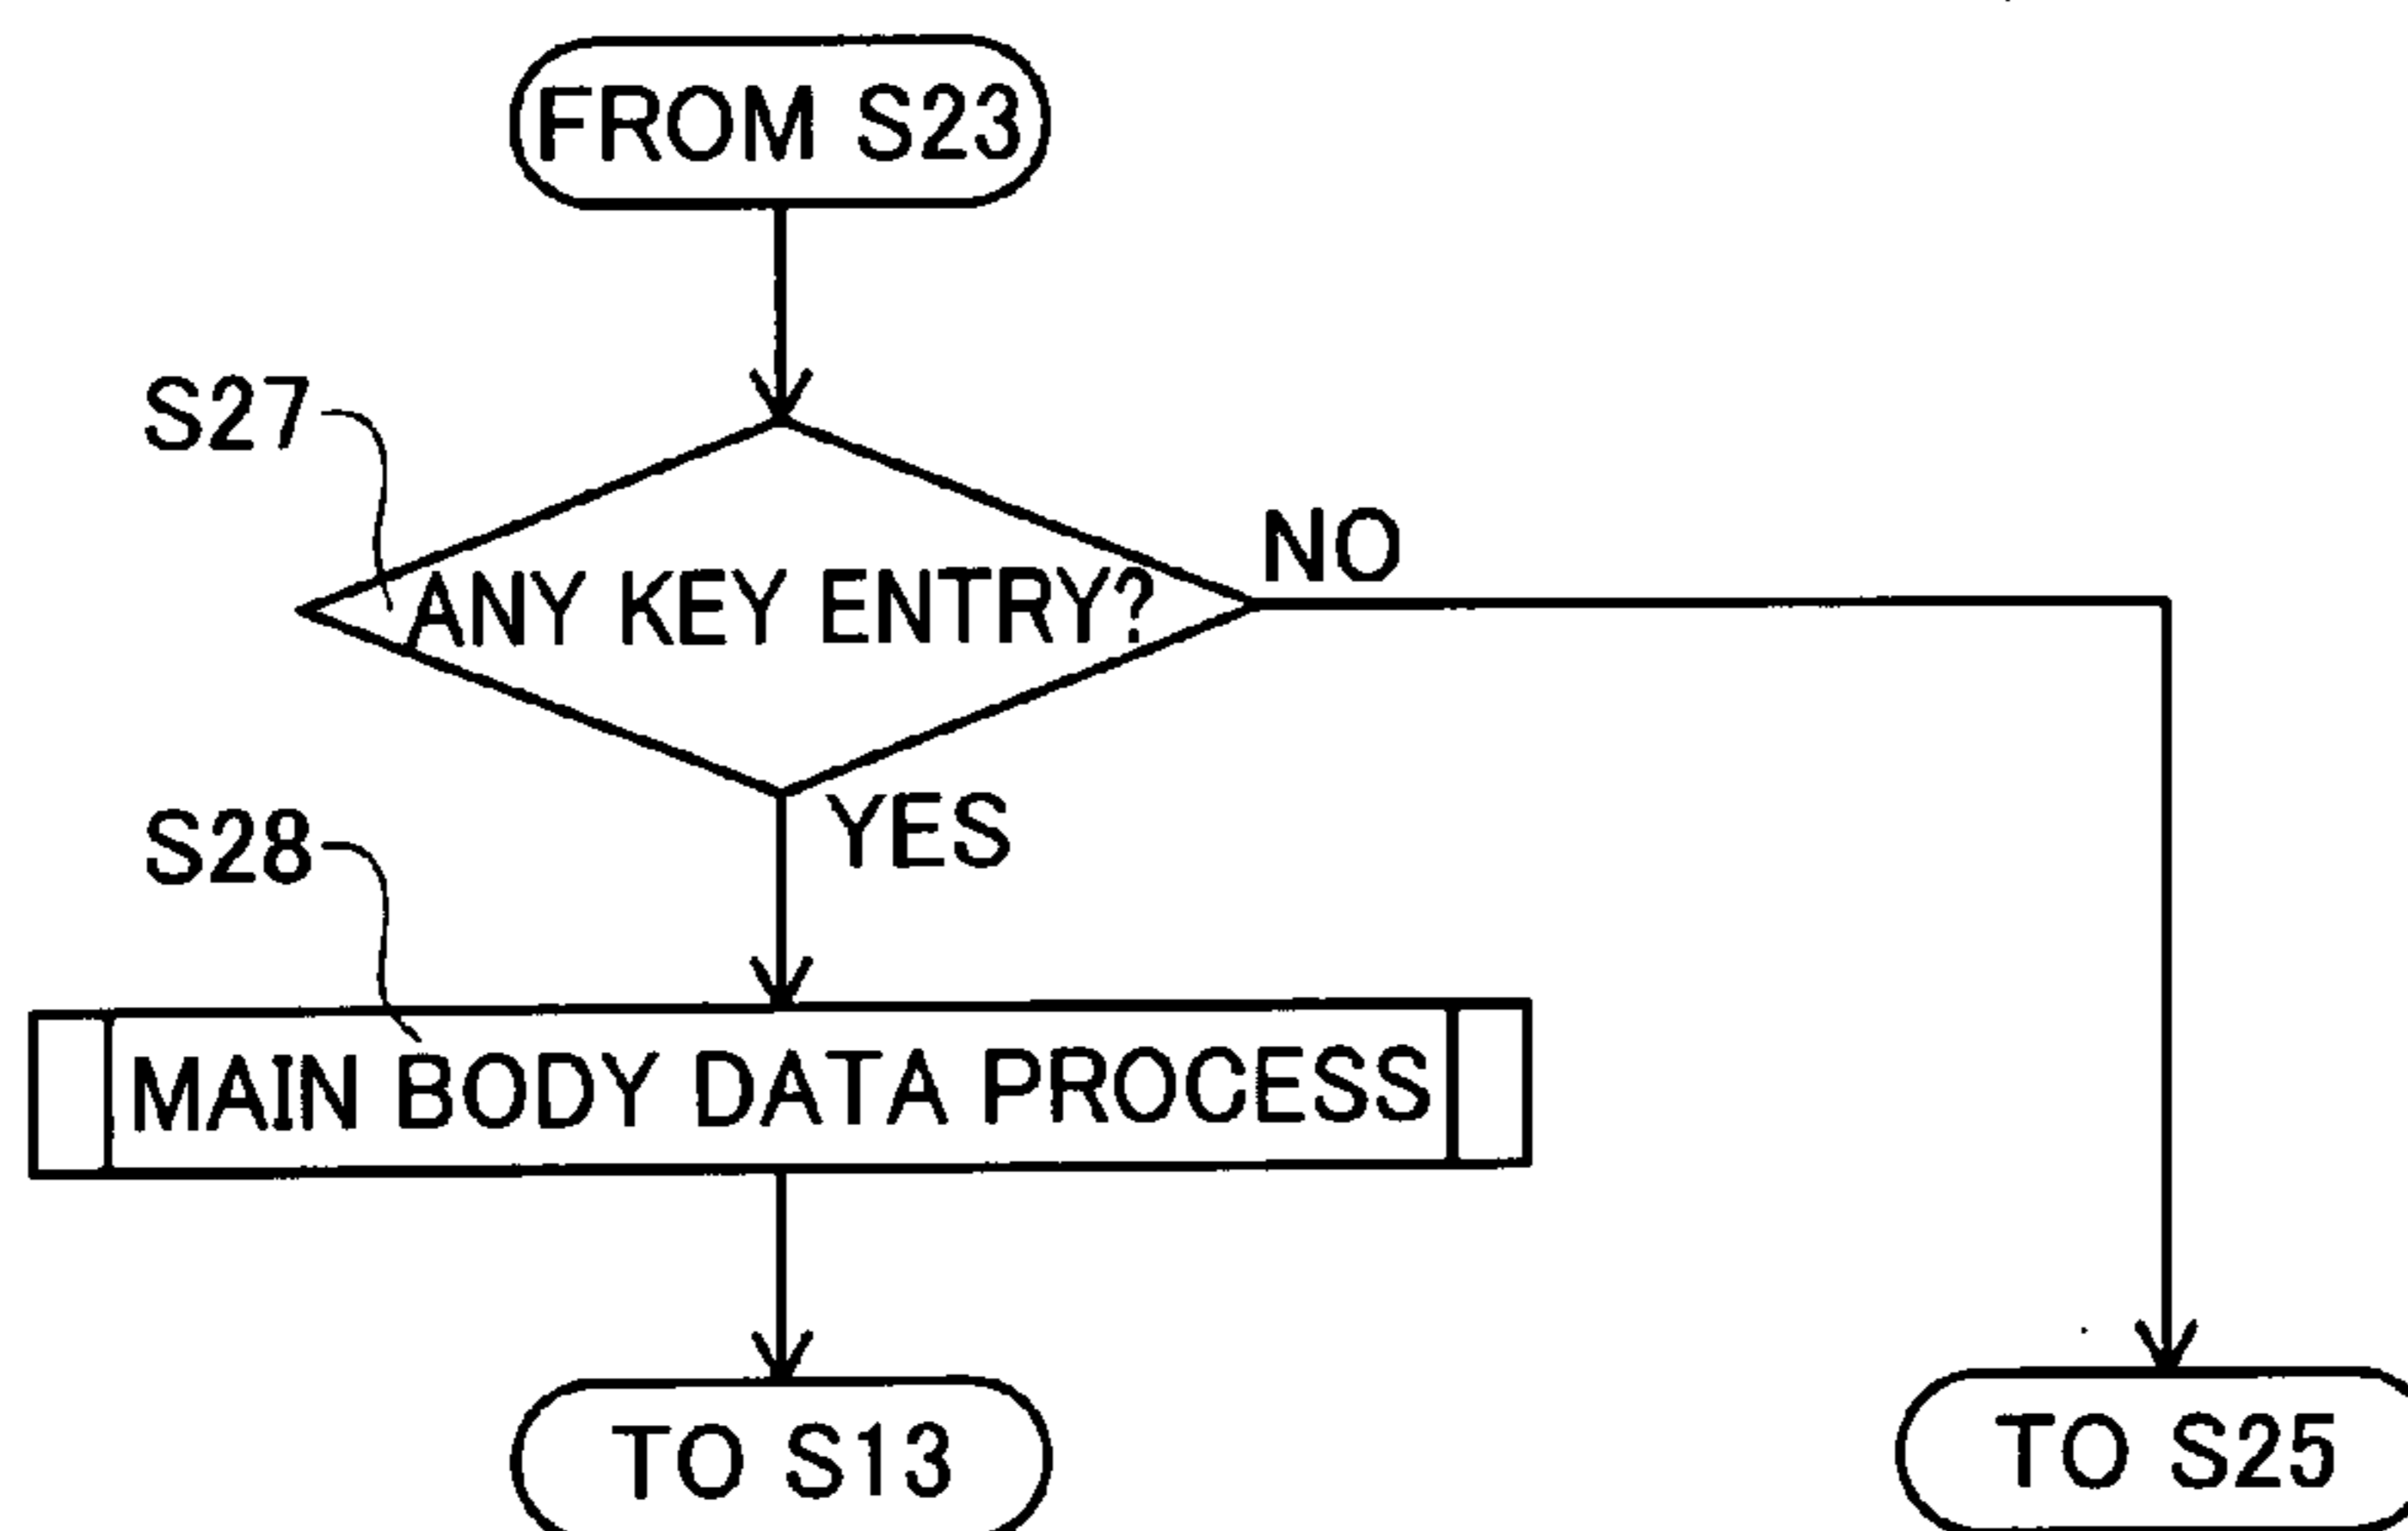 FROM S23
S27
ANY KEY ENTRY?
NO
YES
S28
MAIN BODY DATA PROCESS
TO S13
TO S25